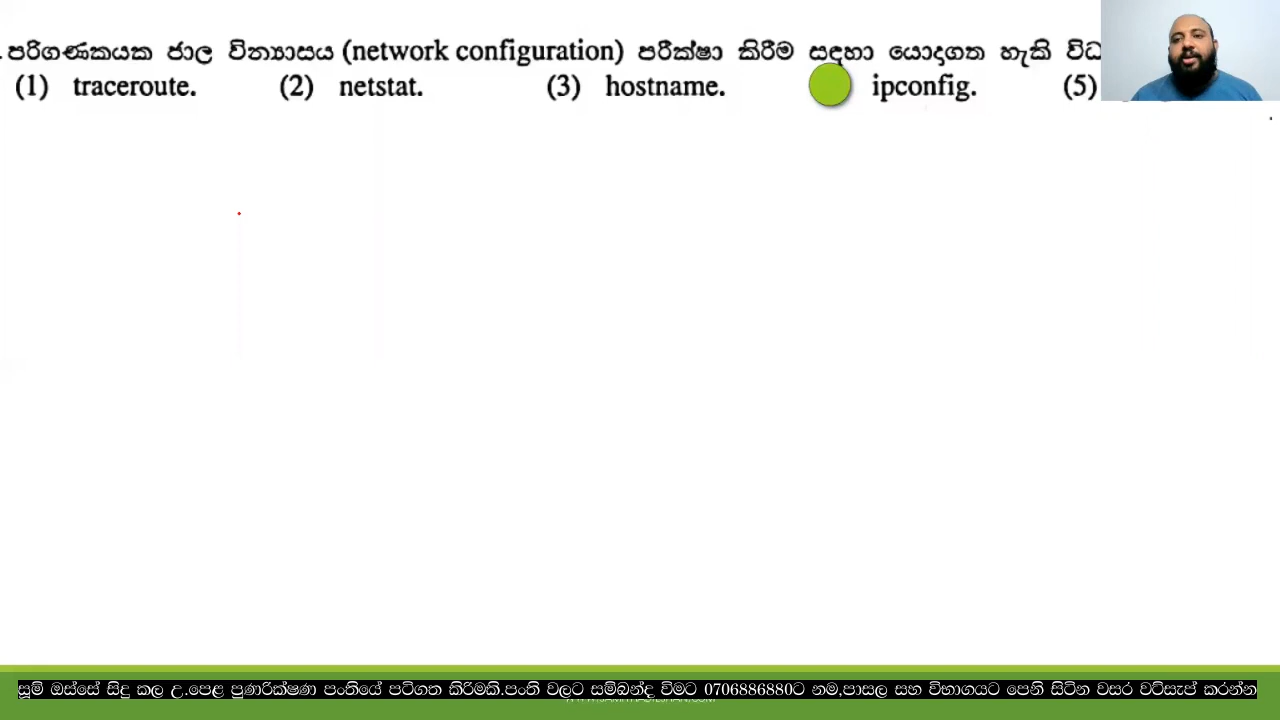 පරිගණකයක ජාල වින්‍යාසය (network configuration) පරීක්ෂා කිරීම සඳහා යොදාගත හැකි
(1) traceroute. (2) netstat. (3) hostname. ipconfig. (5)
සූම් ඔස්සේ සිදු කල උ.පෙළ පුණරික්ෂණ පංතියේ පටිගත කිරිමකි.පංති වලට සම්බන්ද විමට 0706886880ට නම,පාසල සහ විභාගයට පෙනි සිටින වසර වට්සැප් කරන්න